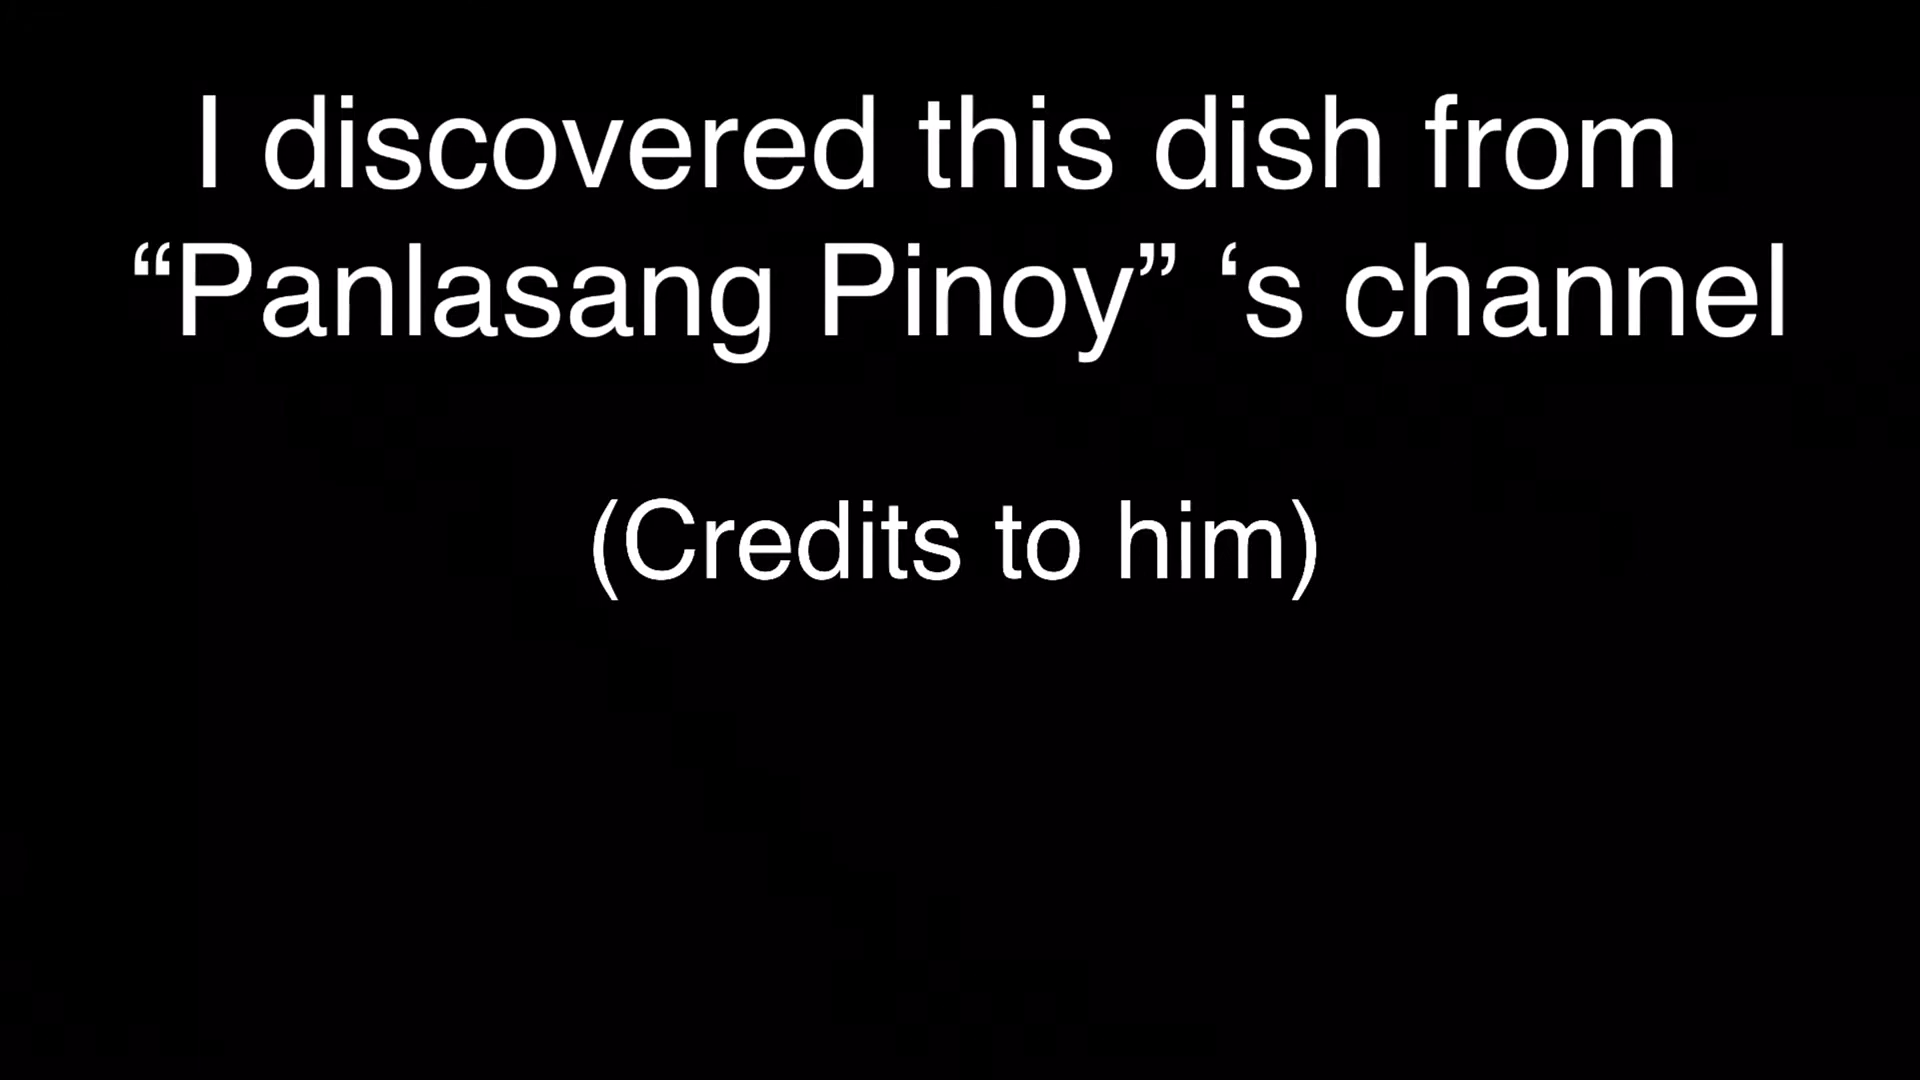 I discovered this dish from
“Panlasang Pinoy” ‘s channel
(Credits to him)